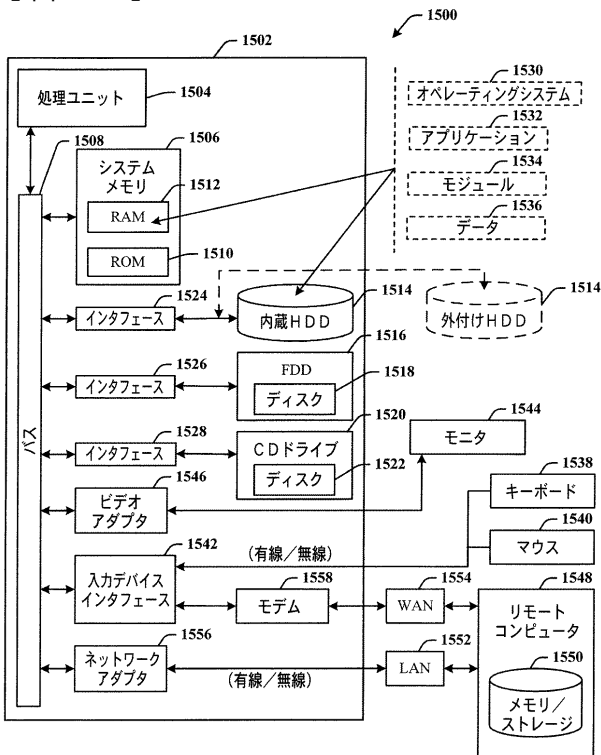 1500
1502
1530
オペレーティングシステム
1504
処理ユニット
1532
アプリケーション
1506
1508
システム
メモリ
1534
モジュール
1512
RAM
1536
データ
1510
ROM
1524
インタフェース
1514
内蔵HDD
1514
外付けHDD
1516
FDD
1526
インタフェース
1518
ディスク
1520
1544
モニタ
1528
インタフェース
CDドライブ
1522
ディスク
バス
1546
ビデオ
アダプタ
1538
キーボード
1540
マウス
1542
入力デバイス
インタフェース
(有線/無線)
1558
モデム
1554
WAN
1548
リモート
コンピュータ
1556
ネットワーク
アダプタ
(有線/無線)
1552
LAN
1550
メモリ/
ストレージ